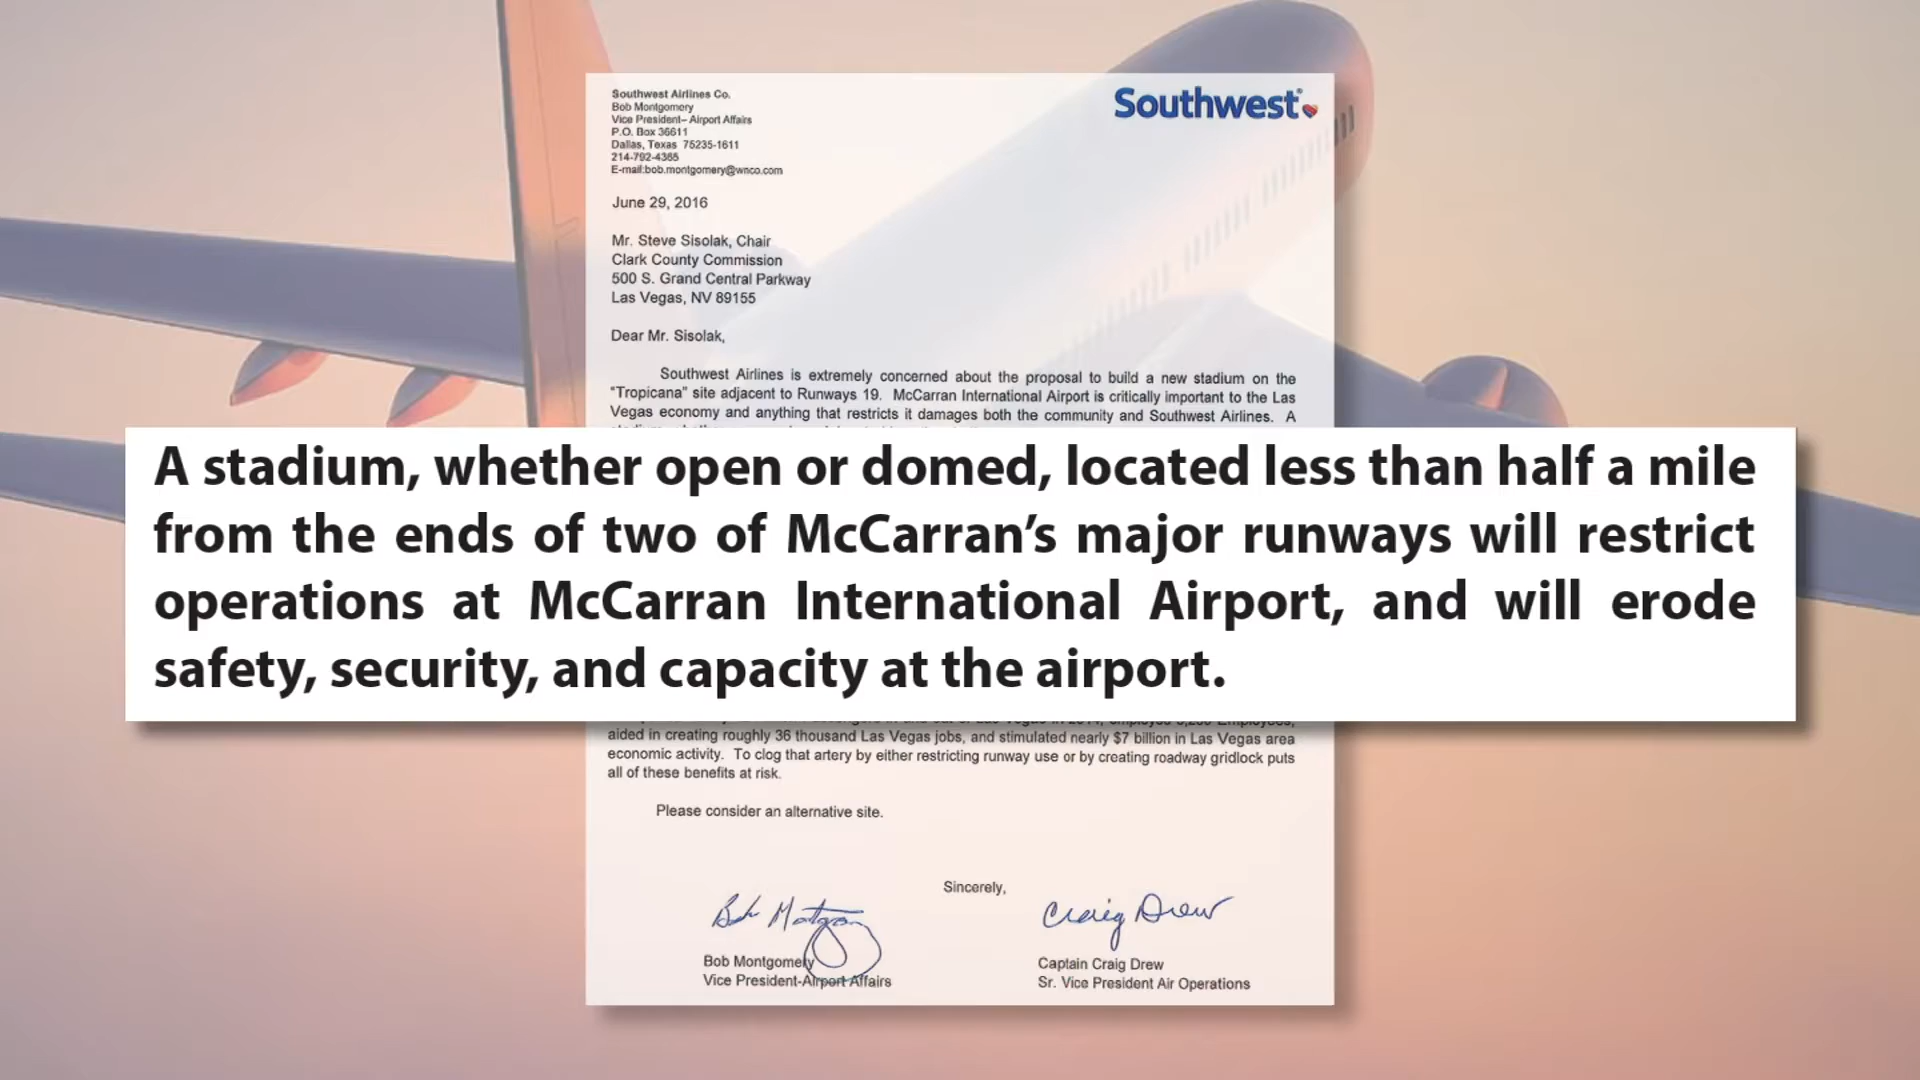 Southwest Airlines Co.
Bob Montgomery
Vice President– Airport Affairs
P.O. Box 36611
Dallas, Texas 75235-1611
214-792-4365
E-mail:bob.montgomery@wnco.com
Southwest
June 29, 2016
Mr. Steve Sisolak, Chair
Clark County Commission
500 S. Grand Central Parkway
Las Vegas, NV 89155
Dear Mr. Sisolak,
Southwest Airlines is extremely concerned about the proposal to build a new stadium on the
"Tropicana" site adjacent to Runways 19. McCarran International Airport is critically important to the Las
Vegas economy and anything that restricts it damages both the community and Southwest Airlines. A
A stadium, whether open or domed, located less than half a mile
from the ends of two of McCarran’s major runways will restrict
operations at McCarran International Airport, and will erode
safety, security, and capacity at the airport.
aided in creating roughly 36 thousand Las Vegas jobs, and stimulated nearly $7 billion in Las Vegas area
economic activity. To clog that artery by either restricting runway use or by creating roadway gridlock puts
all of these benefits at risk.
Please consider an alternative site.
Sincerely,
Bob Montgomery
Craig Drew
Bob Montgomery
Vice President-Airport Affairs
Captain Craig Drew
Sr. Vice President Air Operations